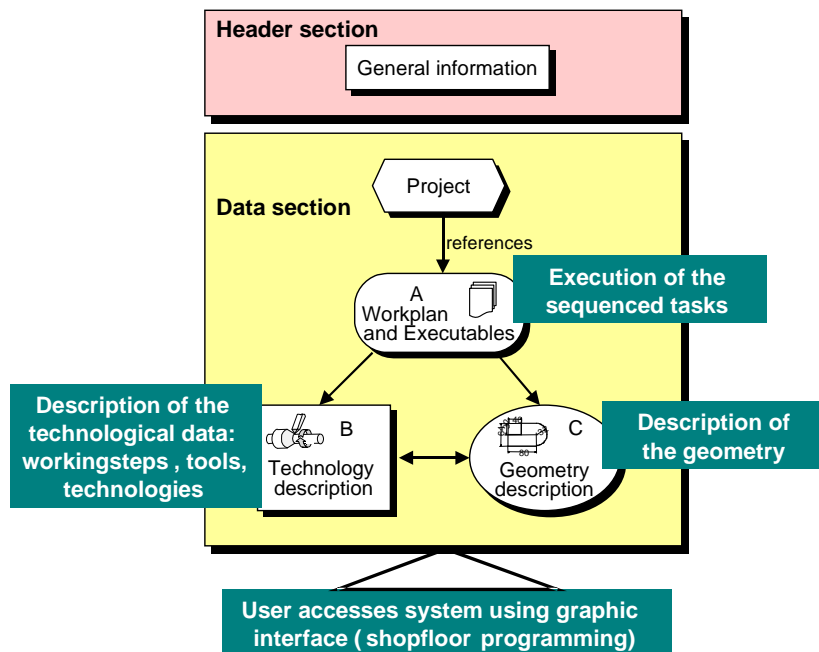 Header section
General information
Project
Data section
references
Execution of the
sequenced tasks
A
Workplan
and Executables
Description of the
technological data:
workingsteps , tools,
technologies
B
Technology
description
C
80
Geometry
description
Description of
the geometry
User accesses system using graphic
interface ( shopfloor programming)